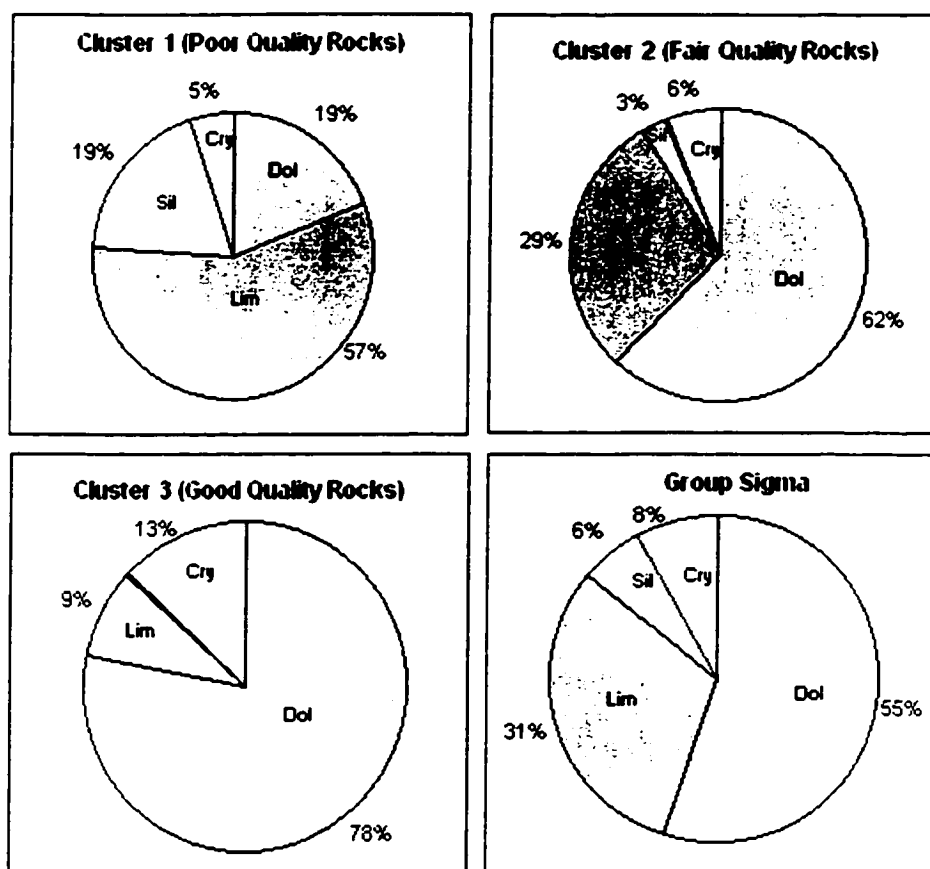 Cluster 1 (Poor Quality Rocks)
5%
19%
19%
Cry
Dol
Sil
Lim
57%
Cluster 2 (Fair Quality Rocks)
3%
6%
Sil
Cry
29%
Dol
62%
Cluster 3 (Good Quality Rocks)
13%
Cry
9%
Lim
Dol
78%
Group Sigma
6%
8%
Sil
Cry
Lim
Dol
31%
55%